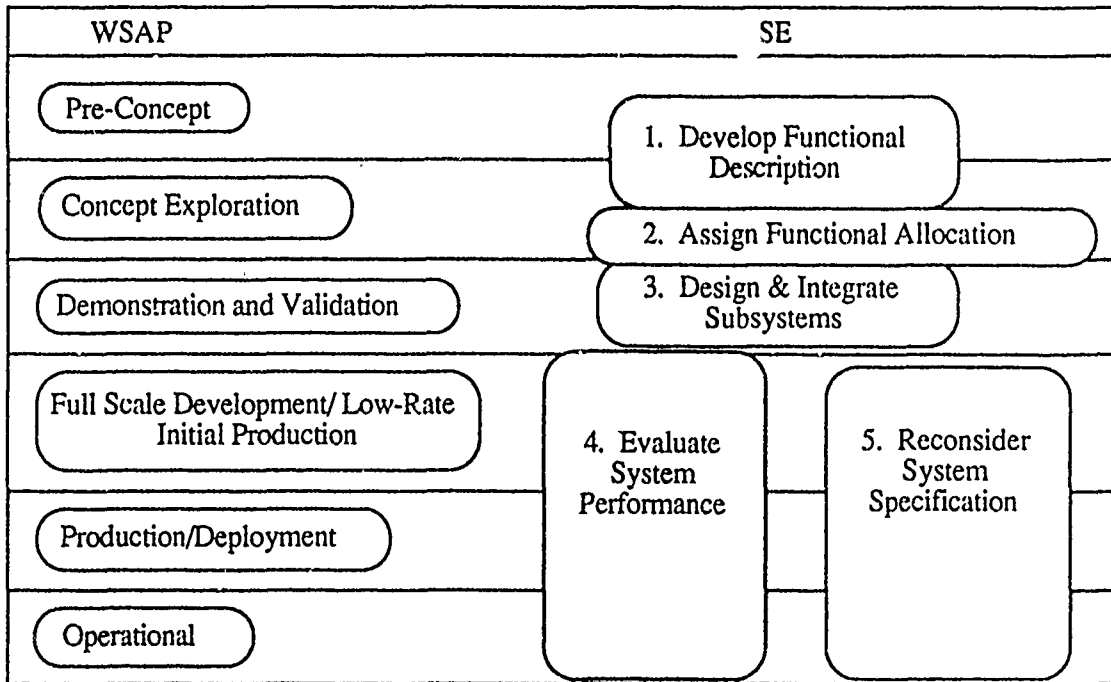 WSAP SE
Pre-Concept
1. Develop Functional
Description
Concept Exploration
2. Assign Functional Allocation
Demonstration and Validation
3. Design & Integrate
Subsystems
Full Scale Development/ Low-Rate
Initial Production
4. Evaluate
System
Performance
5. Reconsider
System
Specification
Production/Deployment
Operational